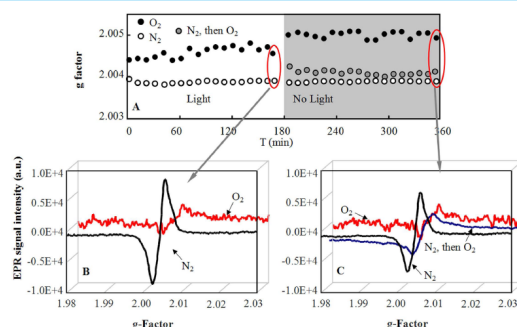 2.005
2.004
2.003
g factor
O2
N2
N2, then O2
A
Light
No Light
0
60
120
180
240
300
360
T (min)
EPR signal intensity (a.u.)
1.0E+4
0.5E+4
0.0E+4
-0.5E+4
-1.0E+4
O2
N2
B
1.98
1.99
2.00
2.01
2.02
2.03
g-Factor
1.0E+4
0.5E+4
0.0E+4
-0.5E+4
-1.0E+4
O2
N2, then O2
N2
C
1.98
1.99
2.00
2.01
2.02
2.03
g-Factor